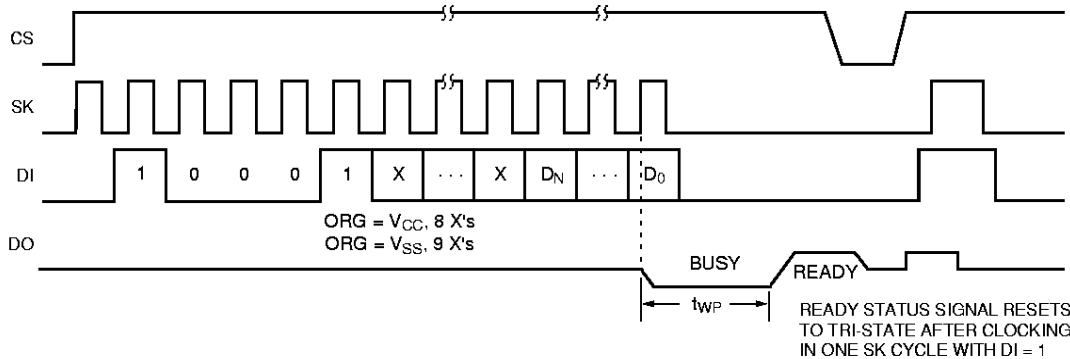 CS
SK
DI 1 0 0 0 1 X · · · X DN · · · D0
ORG = VCC, 8 X's
ORG = VSS, 9 X's
DO
BUSY
READY
tWP
READY STATUS SIGNAL RESETS
TO TRI-STATE AFTER CLOCKING
IN ONE SK CYCLE WITH DI = 1